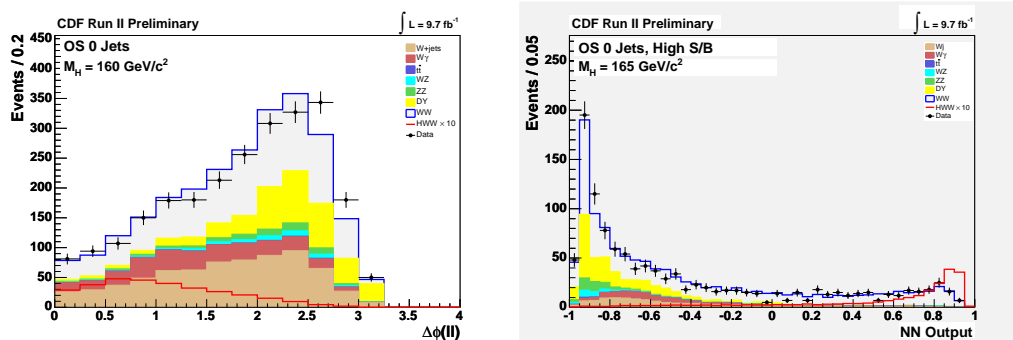 CDF Run II Preliminary
∫ L = 9.7 fb⁻¹
OS 0 Jets
M_H = 160 GeV/c²
W+jets
Wγ
tt̄
WZ
ZZ
DY
WW
HWW × 10
Data
Events / 0.2
450
400
350
300
250
200
150
100
50
0
0 0.5 1 1.5 2 2.5 3 3.5 4
Δϕ(ll)
CDF Run II Preliminary
∫ L = 9.7 fb⁻¹
OS 0 Jets, High S/B
M_H = 165 GeV/c²
Wj
Wγ
tt̄
WZ
ZZ
DY
WW
HWW × 10
Data
Events / 0.05
250
200
150
100
50
0
-1 -0.8 -0.6 -0.4 -0.2 0 0.2 0.4 0.6 0.8 1
NN Output